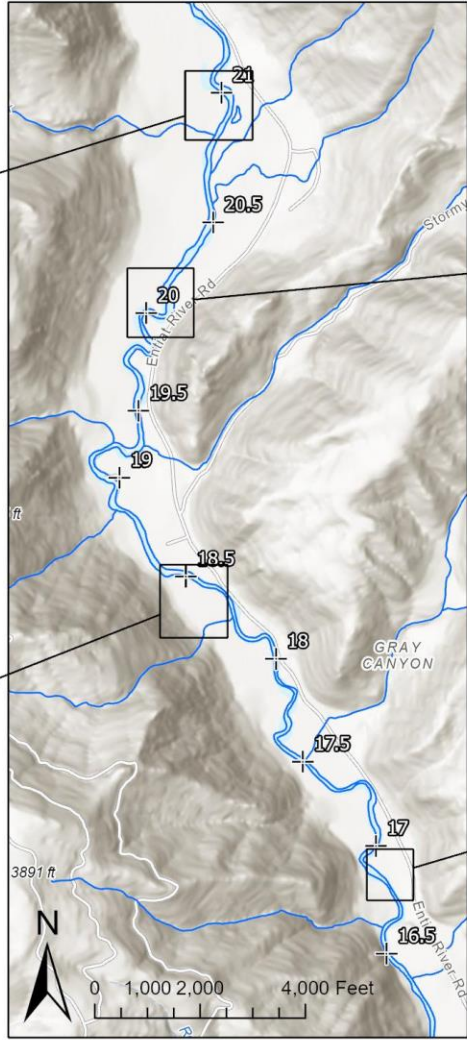 21
20.5
Stormy
20
Entiat River Rd
19.5
19
ft
18.5
18
GRAY
CANYON
17.5
17
3891 ft
Entiat River Rd
16.5
N
0 1,000 2,000 4,000 Feet
R